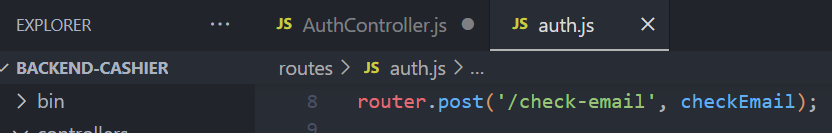 EXPLORER ...
JS AuthController.js
JS auth.js
BACKEND-CASHIER
routes > JS auth.js > ...
> bin
8 router.post('/check-email', checkEmail);
9
controllers